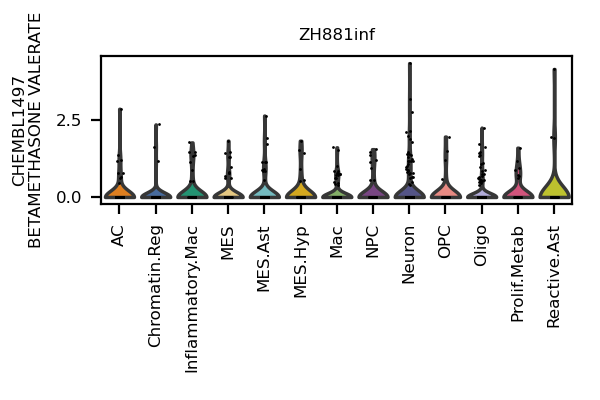 ZH881inf
CHEMBL1497
BETAMETHASONE VALERATE
2.5
0.0
AC
Chromatin.Reg
Inflammatory.Mac
MES
MES.Ast
MES.Hyp
Mac
NPC
Neuron
OPC
Oligo
Prolif.Metab
Reactive.Ast